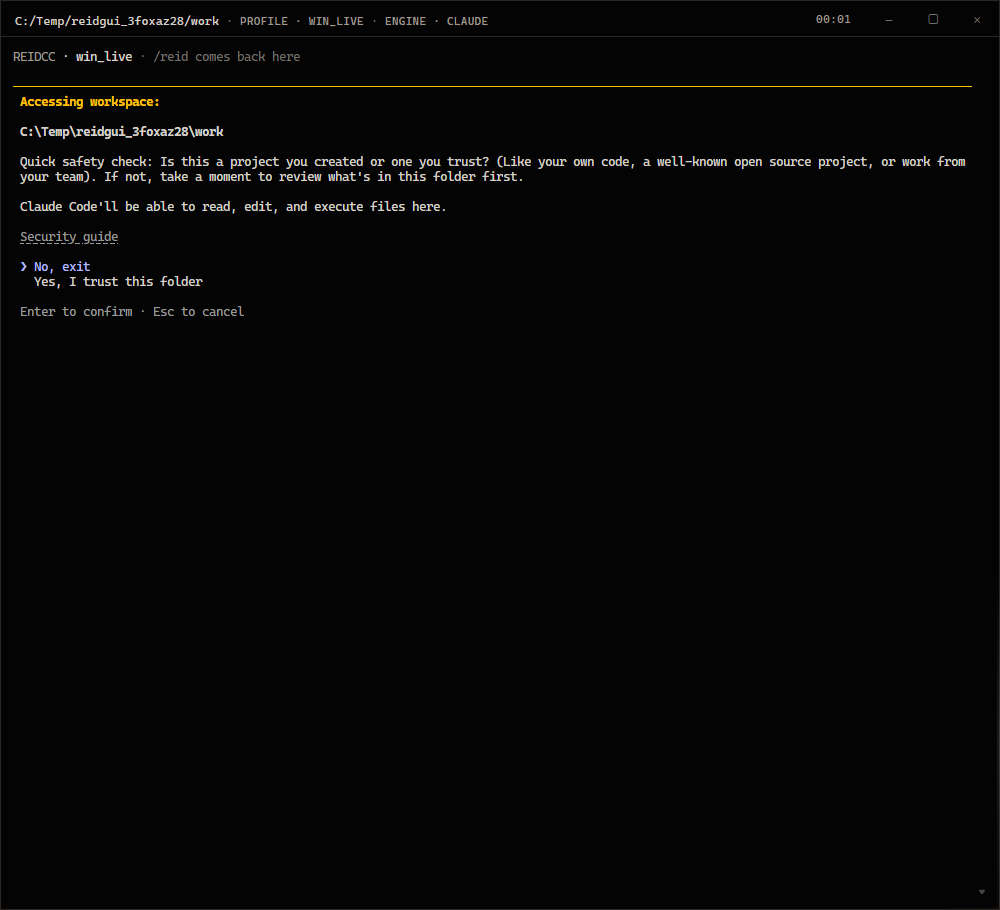 C:/Temp/reidgui_3foxaz28/work · PROFILE · WIN_LIVE · ENGINE · CLAUDE 00:01
REIDCC · win_live · /reid comes back here
Accessing workspace:
C:\Temp\reidgui_3foxaz28\work
Quick safety check: Is this a project you created or one you trust? (Like your own code, a well-known open source project, or work from
your team). If not, take a moment to review what's in this folder first.
Claude Code'll be able to read, edit, and execute files here.
Security guide
❯ No, exit
Yes, I trust this folder
Enter to confirm · Esc to cancel